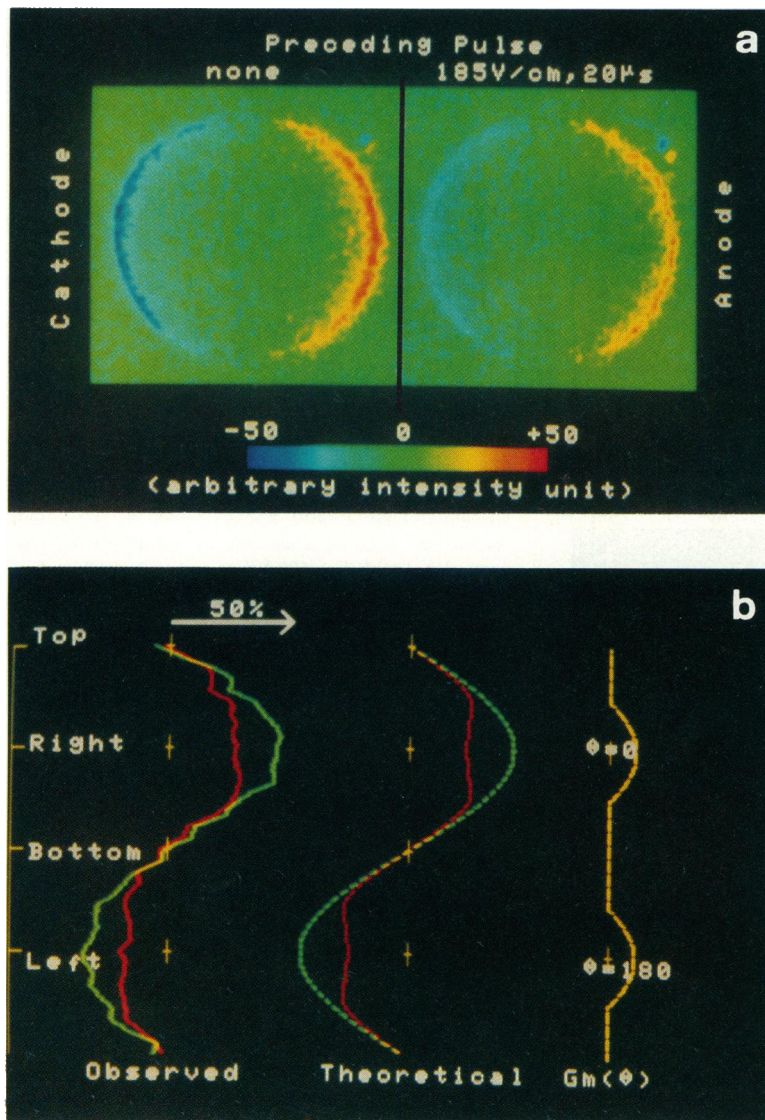 a
Preceding Pulse
none
185V/cm, 20μs
Cathode
Anode
-50 0 +50
(arbitrary intensity unit)
b
50%
Top
Right
Bottom
Left
Θ=0
Θ=180
Observed
Theoretical
Gm(Θ)